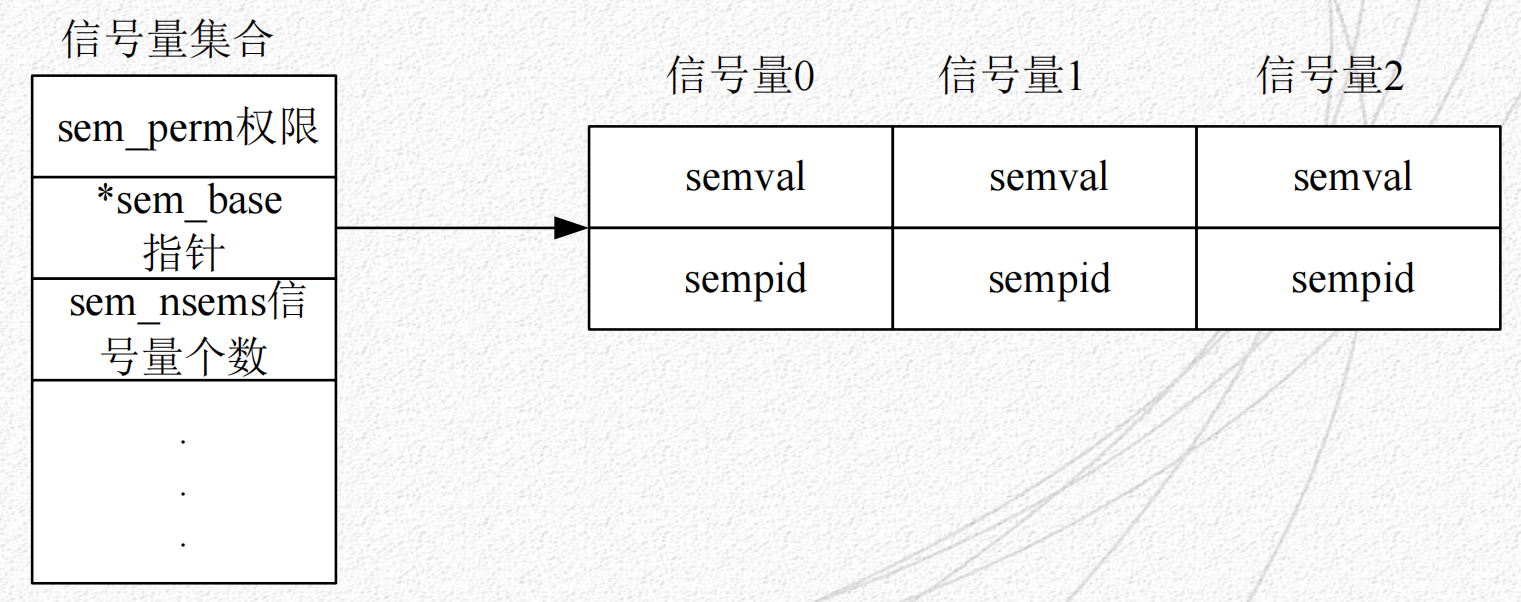 信号量集合
sem_perm权限
*sem_base
指针
sem_nsems信
号量个数
.
.
.
信号量0 信号量1 信号量2
semval semval semval
sempid sempid sempid